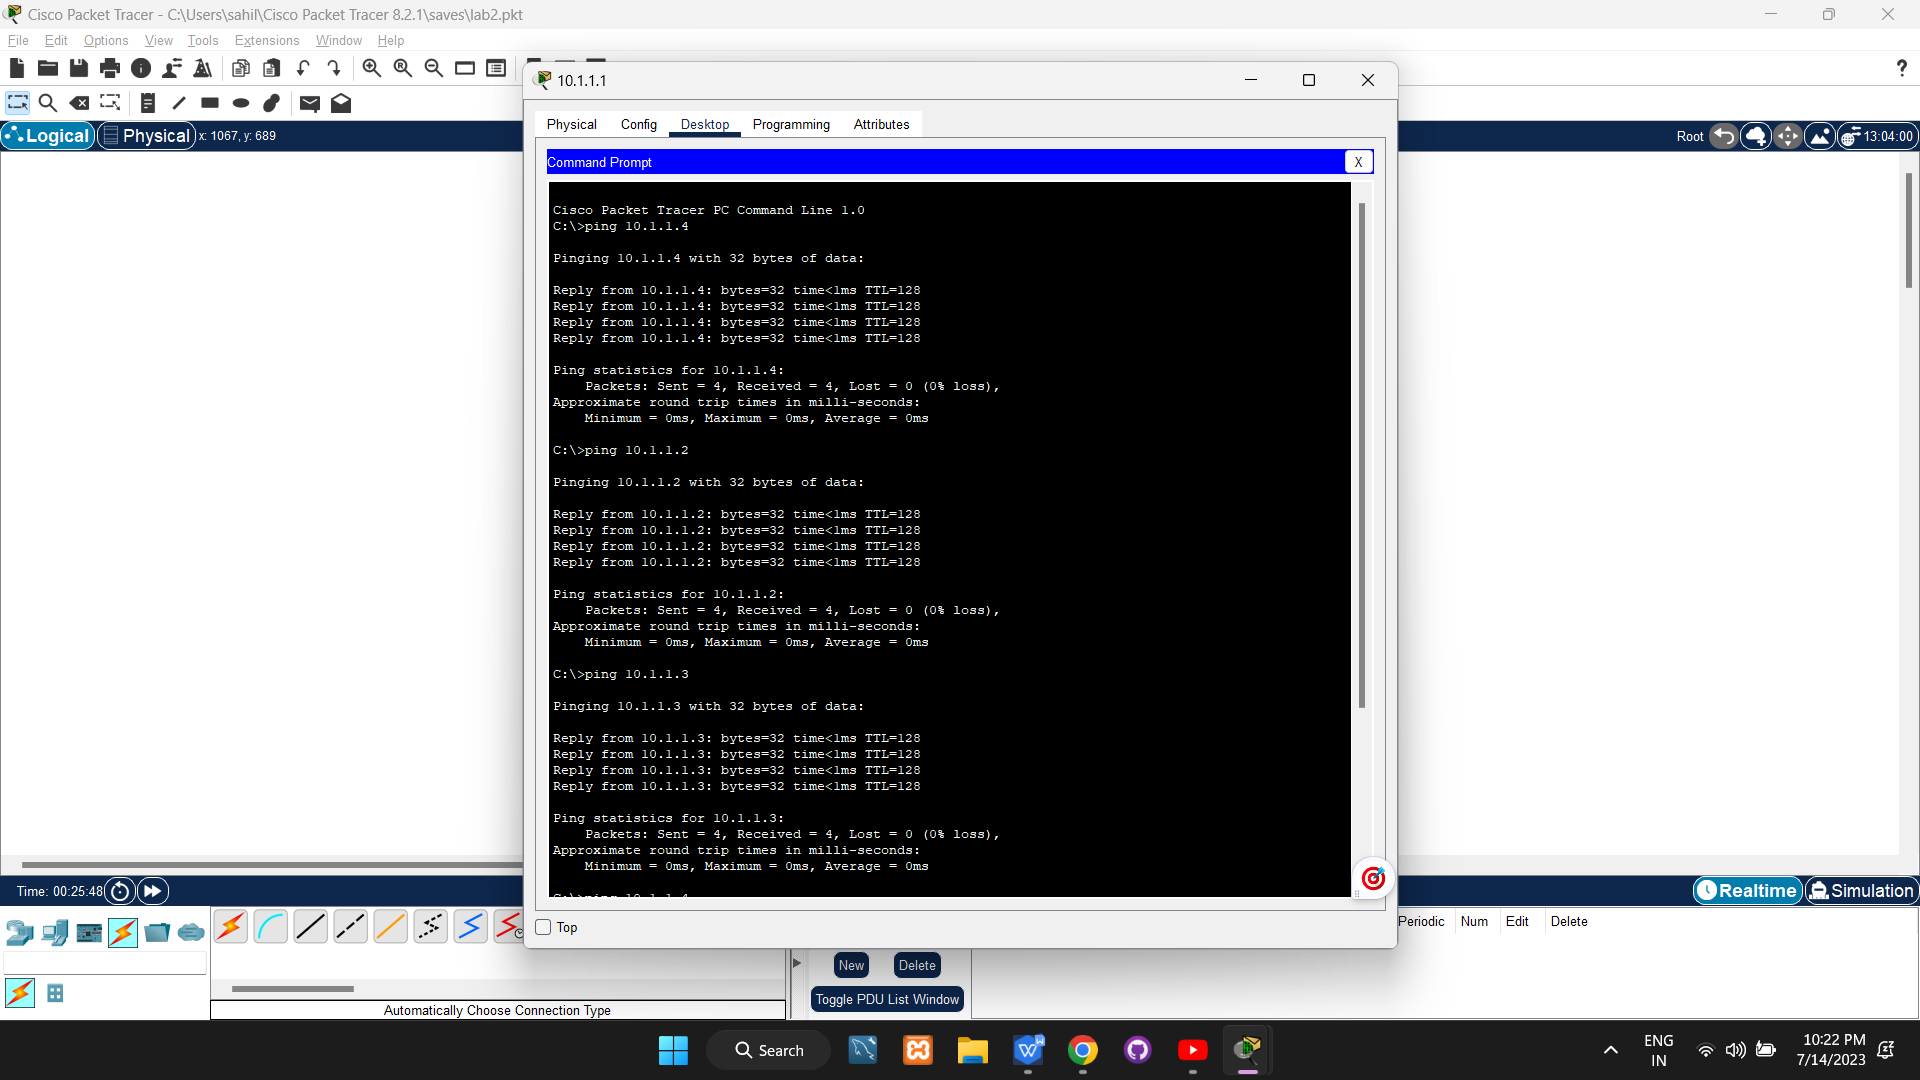 Cisco Packet Tracer - C:\Users\sahil\Cisco Packet Tracer 8.2.1\saves\lab2.pkt
File Edit Options View Tools Extensions Window Help
?
Logical Physical x: 1067, y: 689
Root 13:04:00
10.1.1.1
Physical Config Desktop Programming Attributes
Command Prompt X
Cisco Packet Tracer PC Command Line 1.0
C:\>ping 10.1.1.4
Pinging 10.1.1.4 with 32 bytes of data:
Reply from 10.1.1.4: bytes=32 time<1ms TTL=128
Reply from 10.1.1.4: bytes=32 time<1ms TTL=128
Reply from 10.1.1.4: bytes=32 time<1ms TTL=128
Reply from 10.1.1.4: bytes=32 time<1ms TTL=128
Ping statistics for 10.1.1.4:
Packets: Sent = 4, Received = 4, Lost = 0 (0% loss),
Approximate round trip times in milli-seconds:
Minimum = 0ms, Maximum = 0ms, Average = 0ms
C:\>ping 10.1.1.2
Pinging 10.1.1.2 with 32 bytes of data:
Reply from 10.1.1.2: bytes=32 time<1ms TTL=128
Reply from 10.1.1.2: bytes=32 time<1ms TTL=128
Reply from 10.1.1.2: bytes=32 time<1ms TTL=128
Reply from 10.1.1.2: bytes=32 time<1ms TTL=128
Ping statistics for 10.1.1.2:
Packets: Sent = 4, Received = 4, Lost = 0 (0% loss),
Approximate round trip times in milli-seconds:
Minimum = 0ms, Maximum = 0ms, Average = 0ms
C:\>ping 10.1.1.3
Pinging 10.1.1.3 with 32 bytes of data:
Reply from 10.1.1.3: bytes=32 time<1ms TTL=128
Reply from 10.1.1.3: bytes=32 time<1ms TTL=128
Reply from 10.1.1.3: bytes=32 time<1ms TTL=128
Reply from 10.1.1.3: bytes=32 time<1ms TTL=128
Ping statistics for 10.1.1.3:
Packets: Sent = 4, Received = 4, Lost = 0 (0% loss),
Approximate round trip times in milli-seconds:
Minimum = 0ms, Maximum = 0ms, Average = 0ms
Top
Time: 00:25:48
Realtime Simulation
Periodic Num Edit Delete
New Delete
Toggle PDU List Window
Automatically Choose Connection Type
Search
ENG
IN
10:22 PM
7/14/2023